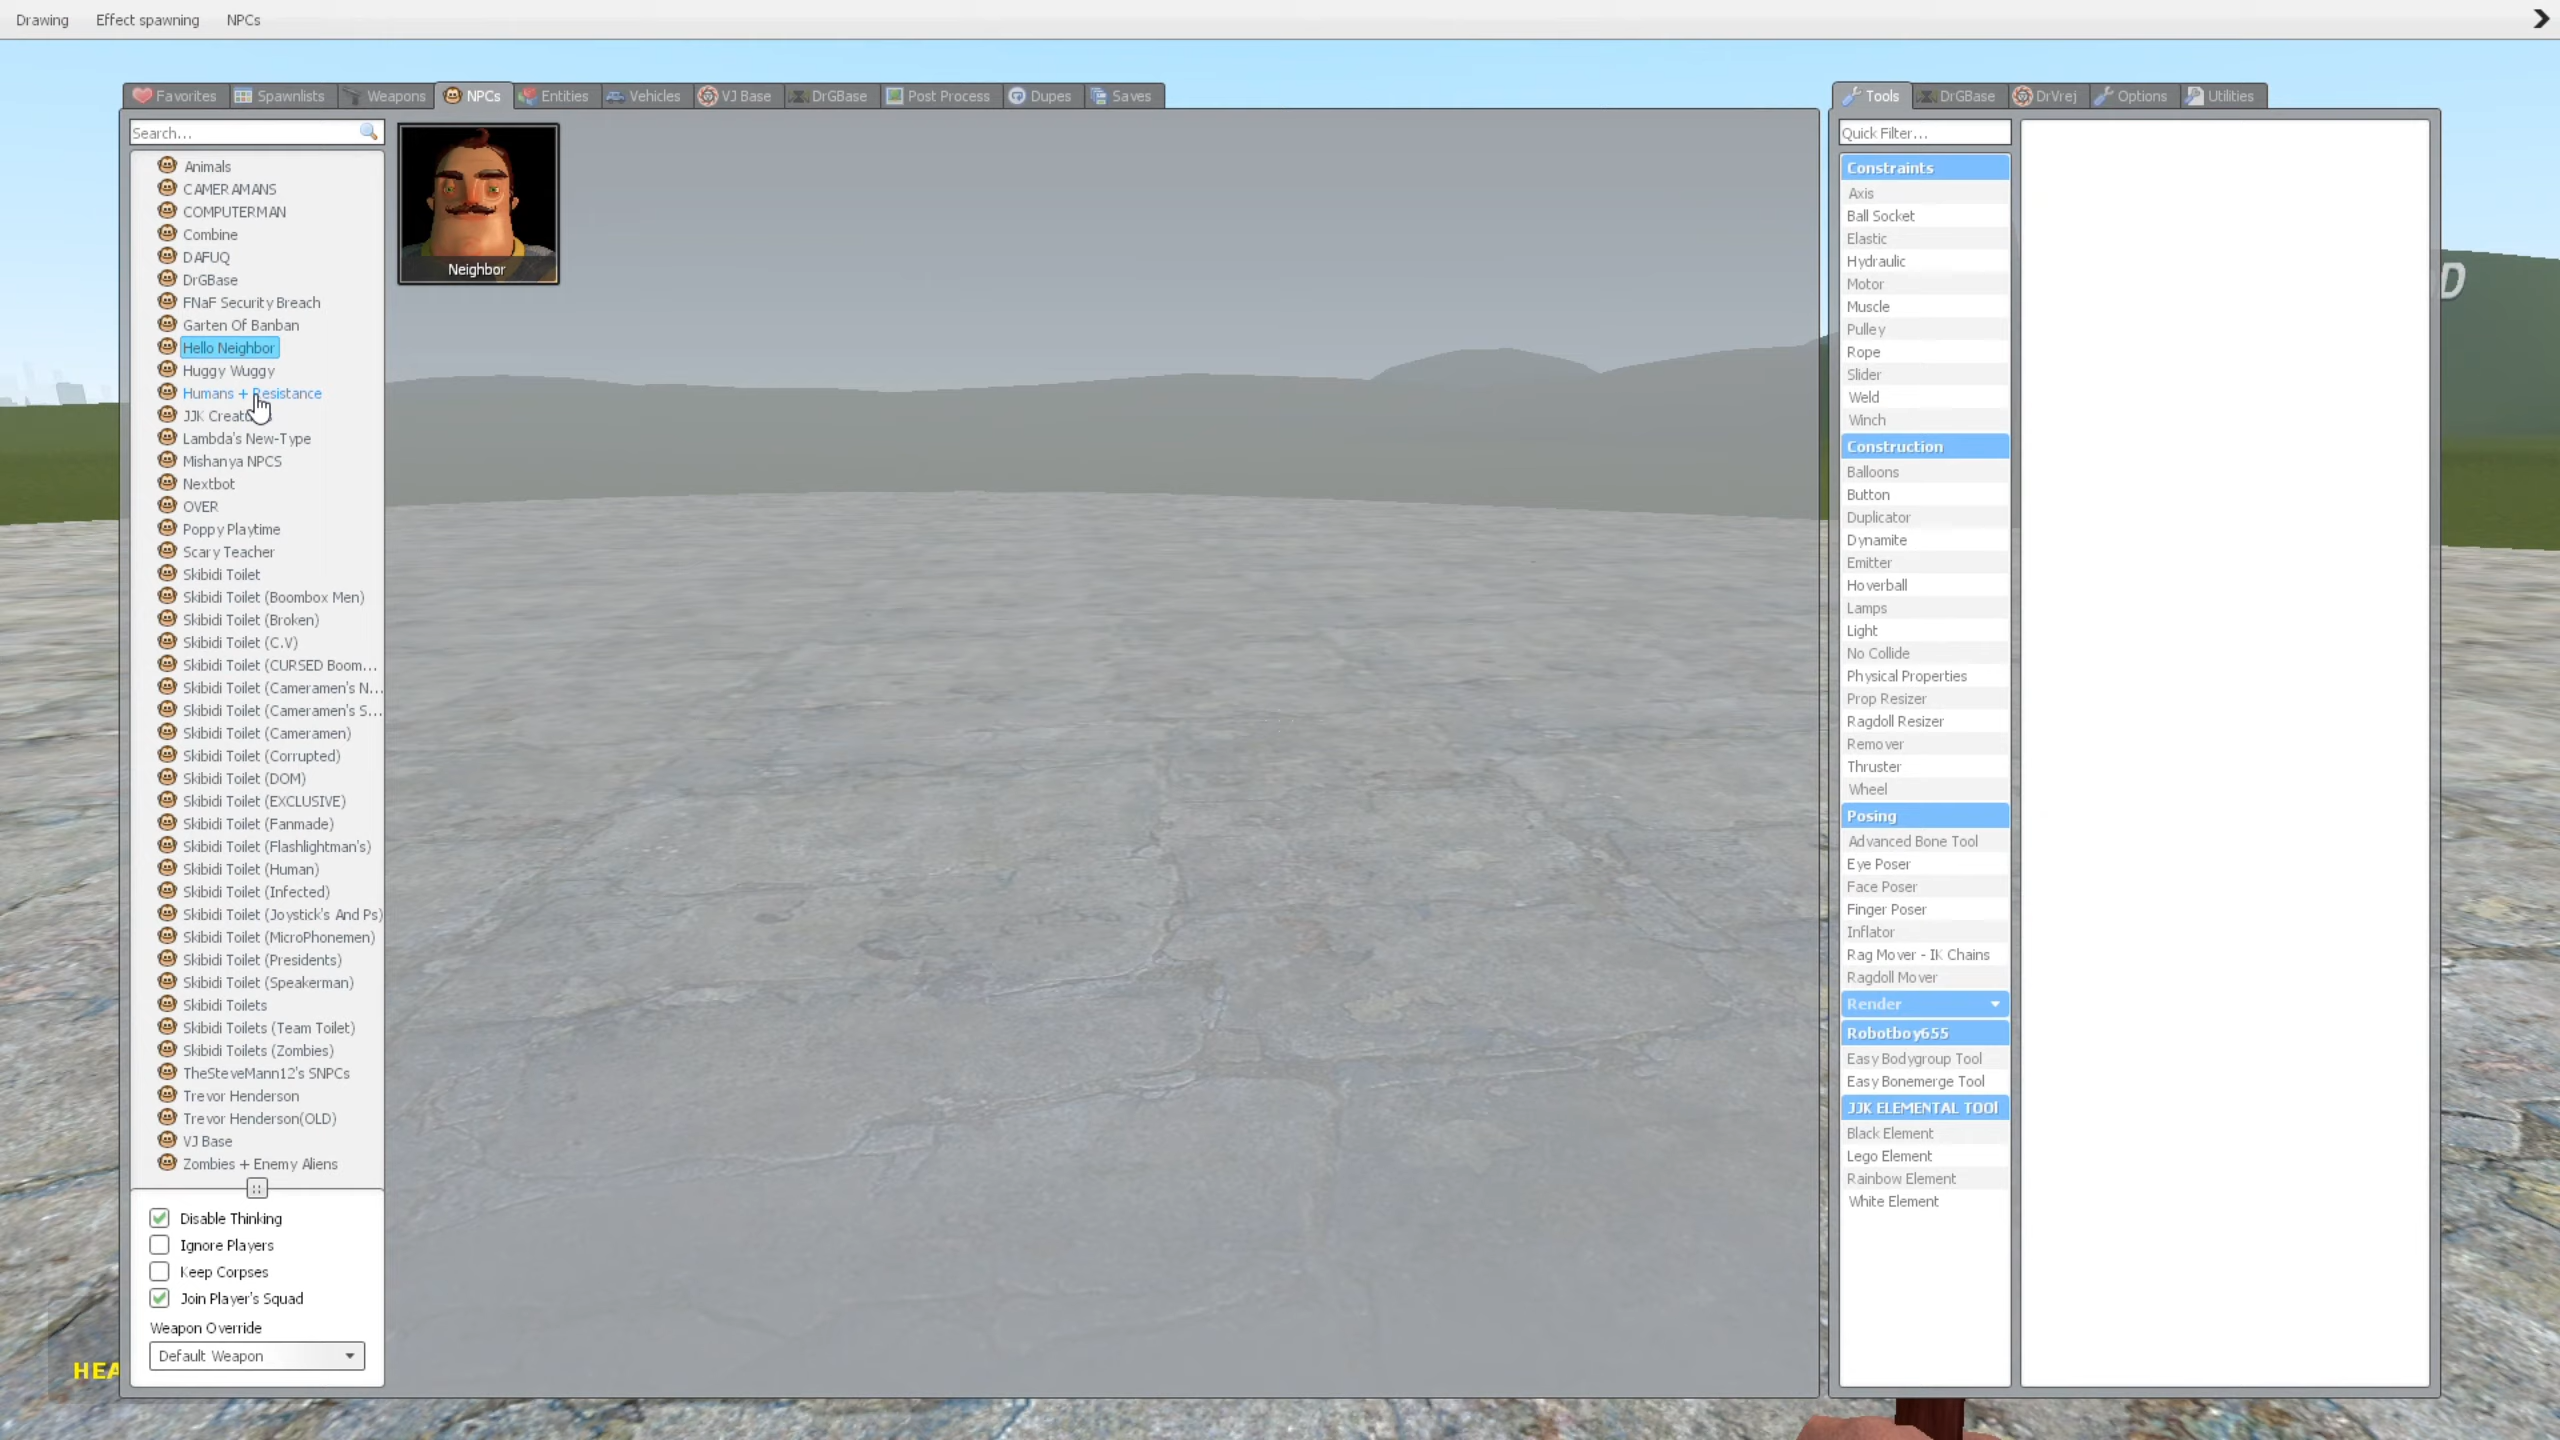 Drawing Effect spawning NPCs
Favorites Spawnlists Weapons NPCs Entities Vehicles VJ Base DrGBase Post Process Dupes Saves
Search...
Animals
CAMERAMANS
COMPUTERMAN
Combine
DAFUQ
DrGBase
FNaF Security Breach
Garten Of Banban
Hello Neighbor
Huggy Wuggy
Humans + Resistance
JJK
Lambda's New-Type
Mishanya NPCS
Nextbot
OVER
Poppy Playtime
Scary Teacher
Skibidi Toilet
Skibidi Toilet (Boombox Men)
Skibidi Toilet (Broken)
Skibidi Toilet (C.V)
Skibidi Toilet (CURSED Boom...
Skibidi Toilet (Cameramen's N...
Skibidi Toilet (Cameramen's S...
Skibidi Toilet (Cameramen)
Skibidi Toilet (Corrupted)
Skibidi Toilet (DOM)
Skibidi Toilet (EXCLUSIVE)
Skibidi Toilet (Fanmade)
Skibidi Toilet (Flashlightman's)
Skibidi Toilet (Human)
Skibidi Toilet (Infected)
Skibidi Toilet (Joystick's And Ps)
Skibidi Toilet (MicroPhonemen)
Skibidi Toilet (Presidents)
Skibidi Toilet (Speakerman)
Skibidi Toilets
Skibidi Toilets (Team Toilet)
Skibidi Toilets (Zombies)
TheSteveMann12's SNPCs
Trevor Henderson
Trevor Henderson(OLD)
VJ Base
Zombies + Enemy Aliens
Disable Thinking
Ignore Players
Keep Corpses
Join Player's Squad
Weapon Override
Default Weapon
HEA
Neighbor
Tools DrGBase DrVrej Options Utilities
Quick Filter...
Constraints
Axis
Ball Socket
Elastic
Hydraulic
Motor
Muscle
Pulley
Rope
Slider
Weld
Winch
Construction
Balloons
Button
Duplicator
Dynamite
Emitter
Hoverball
Lamps
Light
No Collide
Physical Properties
Prop Resizer
Ragdoll Resizer
Remover
Thruster
Wheel
Posing
Advanced Bone Tool
Eye Poser
Face Poser
Finger Poser
Inflator
Rag Mover - IK Chains
Ragdoll Mover
Render
Robotboy655
Easy Bodygroup Tool
Easy Bonemerge Tool
JJK ELEMENTAL TOOl
Black Element
Lego Element
Rainbow Element
White Element
D